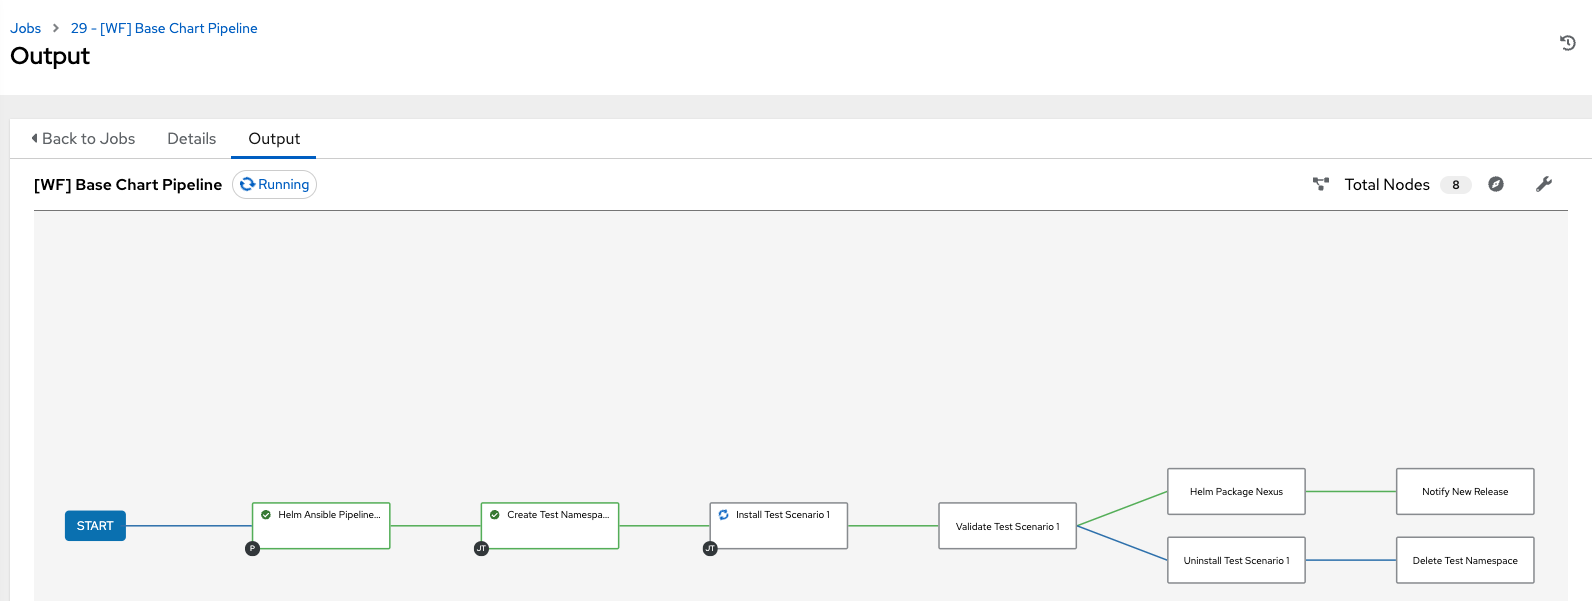 Jobs > 29 - [WF] Base Chart Pipeline
Output
Back to Jobs Details Output
[WF] Base Chart Pipeline Running Total Nodes 8
START
Helm Ansible Pipeline...
P
Create Test Namespa...
JT
Install Test Scenario 1
JT
Validate Test Scenario 1
Helm Package Nexus
Notify New Release
Uninstall Test Scenario 1
Delete Test Namespace